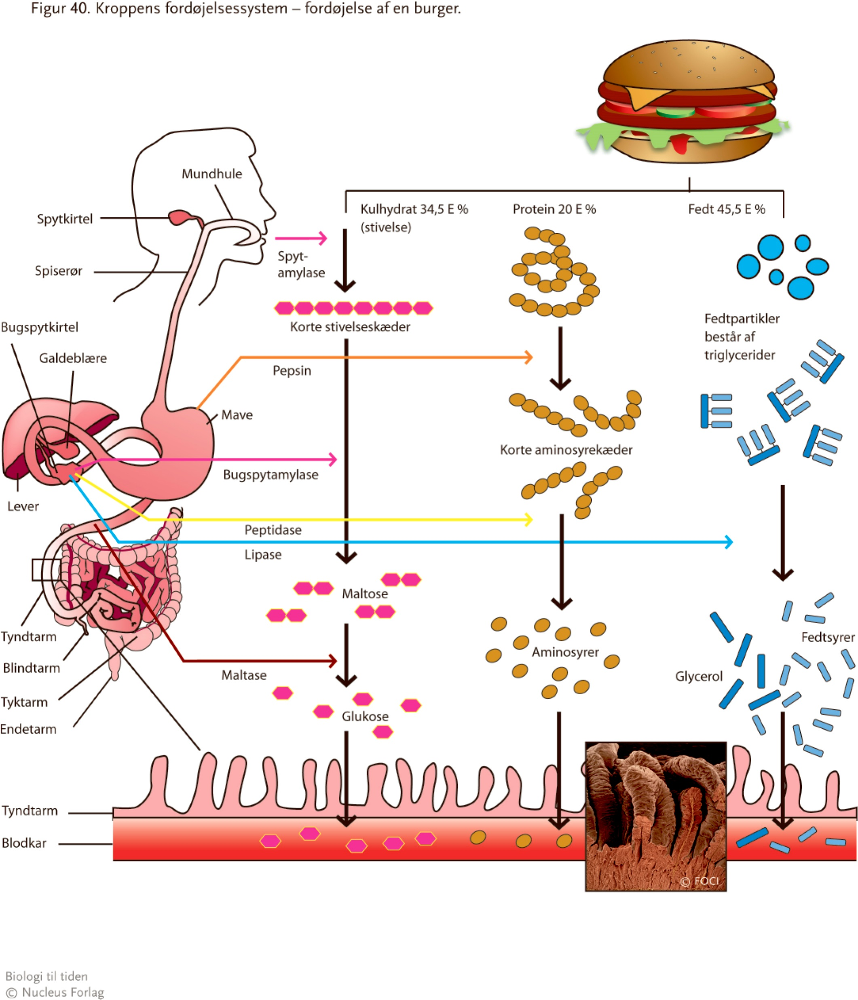 Figur 40. Kroppens fordøjelsessystem – fordøjelse af en burger.
Mundhule
Spytkirtel
Spiserør
Bugspytkirtel
Galdeblære
Mave
Lever
Tyndtarm
Blindtarm
Tyktarm
Endetarm
Kulhydrat 34,5 E %
(stivelse)
Protein 20 E %
Fedt 45,5 E %
Spyt-
amylase
Korte stivelseskæder
Fedtpartikler
består af
triglycerider
Pepsin
Korte aminosyrekæder
Bugspytamylase
Peptidase
Lipase
Maltose
Aminosyrer
Fedtsyrer
Glycerol
Maltase
Glukose
Tyndtarm
Blodkar
© FOCI
Biologi til tiden
© Nucleus Forlag